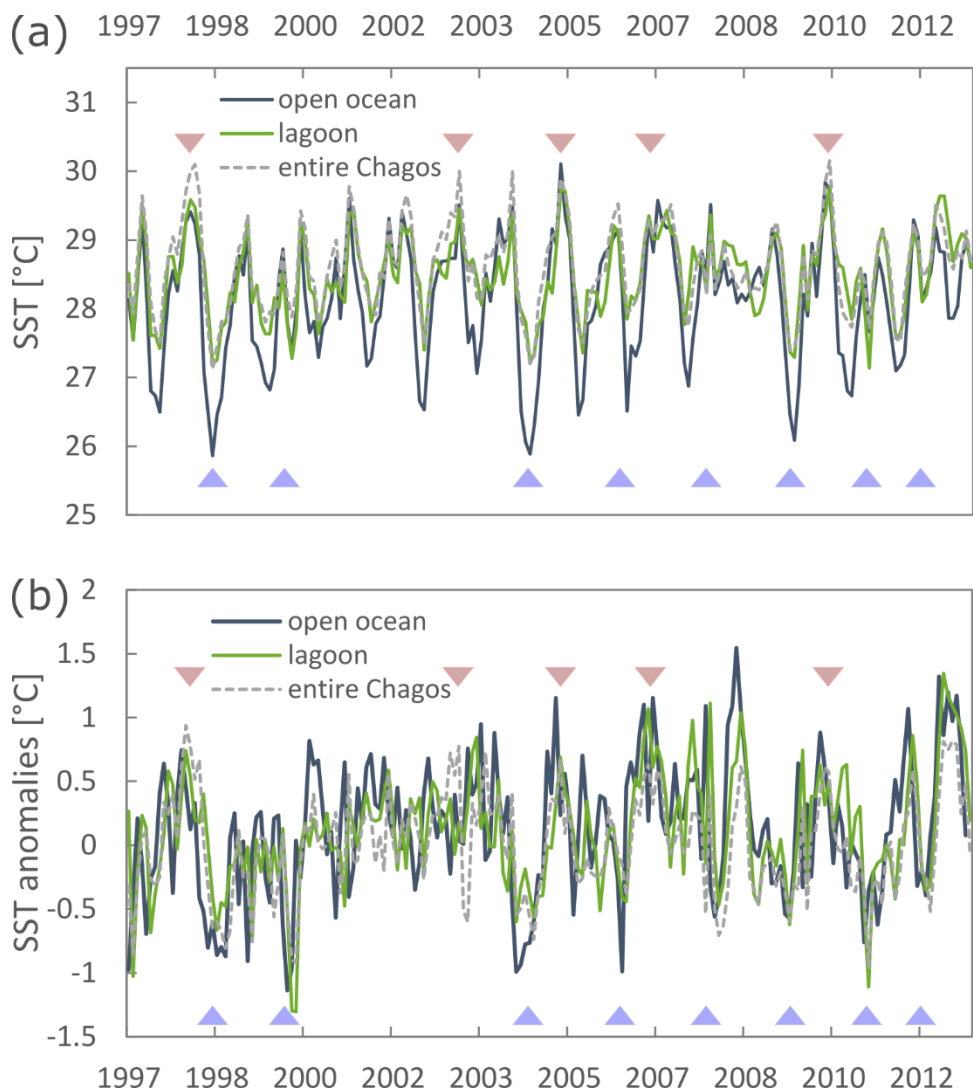 (a)
1997 1998 2000 2002 2003 2005 2007 2008 2010 2012
31
30
29
28
27
26
25
SST [°C]
open ocean
lagoon
entire Chagos
(b)
2
1.5
1
0.5
0
-0.5
-1
-1.5
SST anomalies [°C]
open ocean
lagoon
entire Chagos
1997 1998 2000 2002 2003 2005 2007 2008 2010 2012